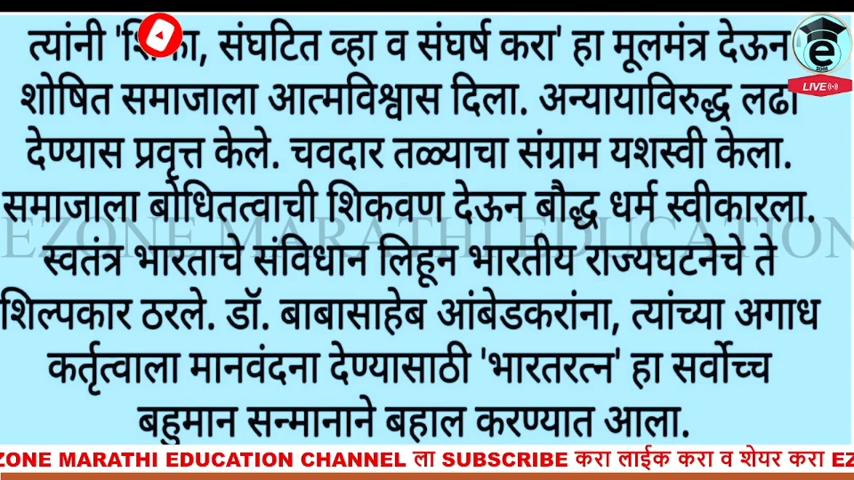 त्यांनी 'शिका, संघटित व्हा व संघर्ष करा' हा मूलमंत्र देऊन
शोषित समाजाला आत्मविश्वास दिला. अन्यायाविरुद्ध लढा
देण्यास प्रवृत्त केले. चवदार तळ्याचा संग्राम यशस्वी केला.
समाजाला बोधितत्वाची शिकवण देऊन बौद्ध धर्म स्वीकारला.
EZONE MARATHI EDUCATION
स्वतंत्र भारताचे संविधान लिहून भारतीय राज्यघटनेचे ते
शिल्पकार ठरले. डॉ. बाबासाहेब आंबेडकरांना, त्यांच्या अगाध
कर्तृत्वाला मानवंदना देण्यासाठी 'भारतरत्न' हा सर्वोच्च
बहुमान सन्मानाने बहाल करण्यात आला.
e
LIVE
ZONE MARATHI EDUCATION CHANNEL ला SUBSCRIBE करा लाईक करा व शेयर करा EZ